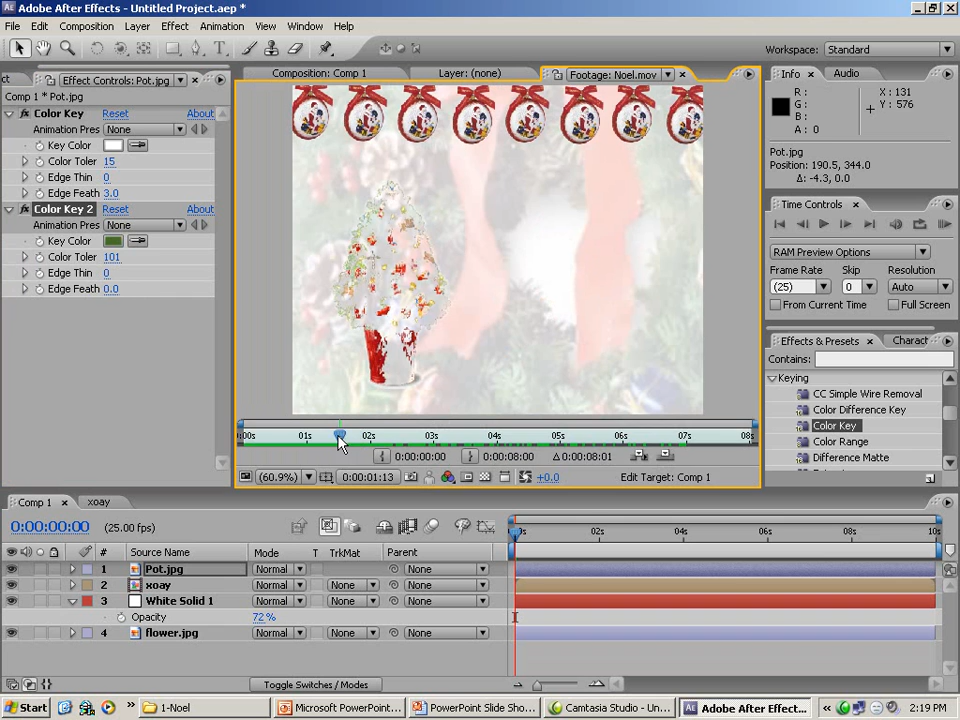 Adobe After Effects - Untitled Project.aep *
File Edit Composition Layer Effect Animation View Window Help
Workspace: Standard
ct Effect Controls: Pot.jpg
Comp 1 * Pot.jpg
Color Key Reset About
Animation Pres None
Key Color
Color Toler 15
Edge Thin 0
Edge Feath 3.0
Color Key 2 Reset About
Animation Pres None
Key Color
Color Toler 101
Edge Thin 0
Edge Feath 0.0
Composition: Comp 1 Layer: (none) Footage: Noel.mov
:00s 01s 02s 03s 04s 05s 06s 07s 08s
0:00:00:00 0:00:08:00 Δ 0:00:08:01
(60.9%) 0:00:01:13 +0.0 Edit Target: Comp 1
Info Audio
R : X : 131
G : Y : 576
B :
A : 0
Pot.jpg
Position: 190.5, 344.0
Δ: -4.3, 0.0
Time Controls
RAM Preview Options
Frame Rate Skip Resolution
(25) 0 Auto
From Current Time Full Screen
Effects & Presets Charact
Contains:
Keying
CC Simple Wire Removal
Color Difference Key
Color Key
Color Range
Difference Matte
Comp 1 xoay
0:00:00:00 (25.00 fps)
02s 04s 06s 08s 10s
# Source Name Mode T TrkMat Parent
1 Pot.jpg Normal None
2 xoay Normal None None
3 White Solid 1 Normal None None
Opacity 72 %
4 flower.jpg Normal None None
Toggle Switches / Modes
Start 1-Noel Microsoft PowerPoint ... PowerPoint Slide Sho... Camtasia Studio - Un... Adobe After Effect... 2:19 PM